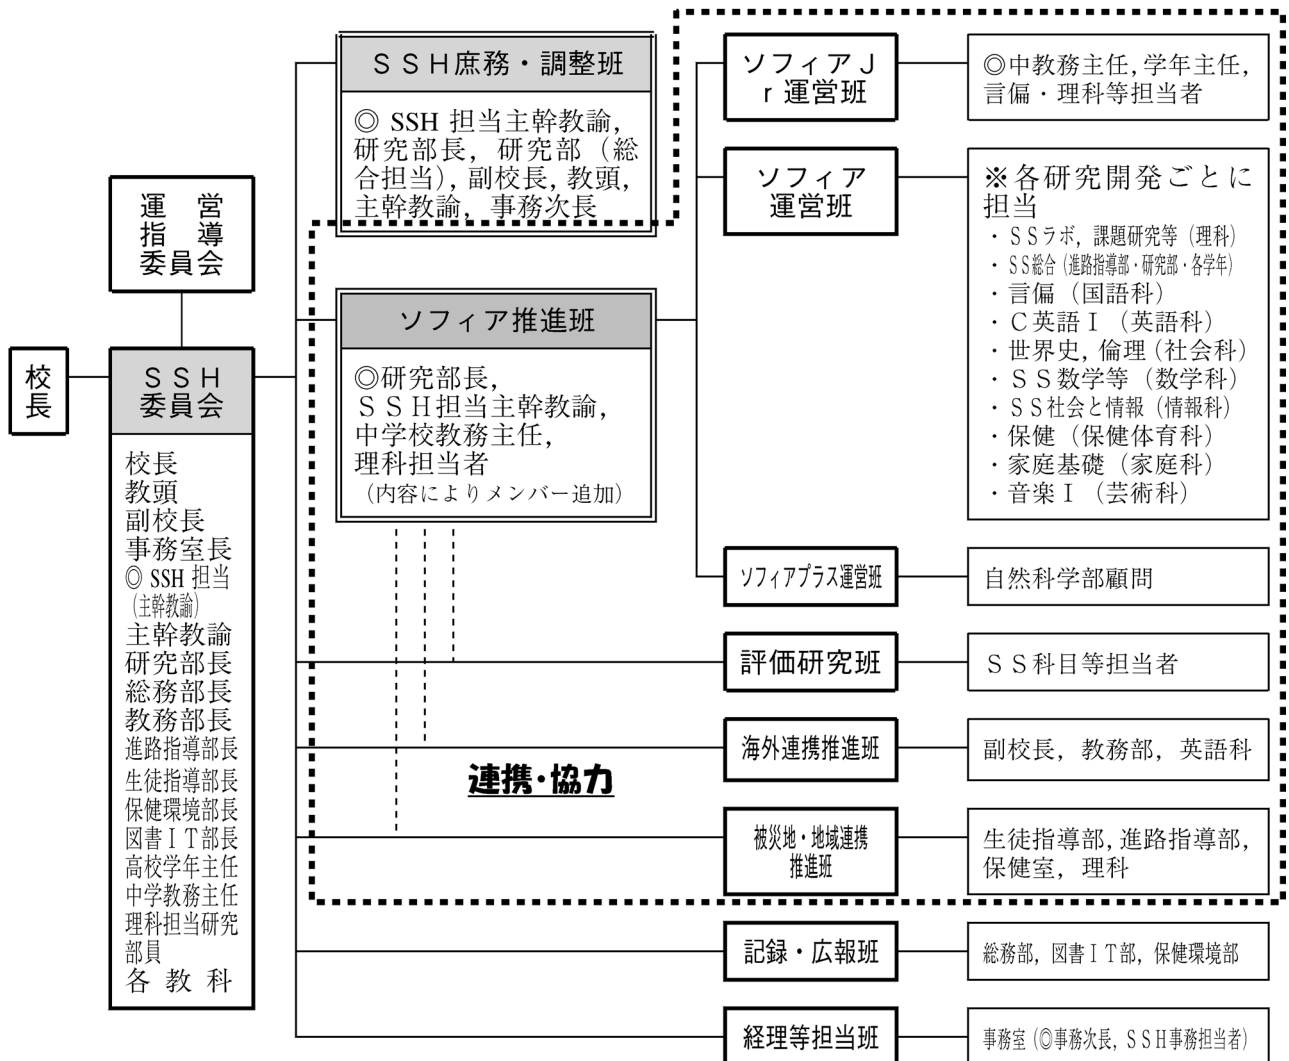 校
長
運　営
指　導
委員会
ＳＳＨ
委員会
校長
教頭
副校長
事務室長
◎ SSH 担当
（主幹教諭）
主幹教諭
研究部長
総務部長
教務部長
進路指導部長
生徒指導部長
保健環境部長
図書ＩＴ部長
高校学年主任
中学教務主任
理科担当研究
部員
各 教 科
ＳＳＨ庶務・調整班
◎ SSH 担当主幹教諭，
研究部長，研究部（総
合担当），副校長，教頭，
主幹教諭，事務次長
ソフィア推進班
◎研究部長，
ＳＳＨ担当主幹教諭，
中学校教務主任，
理科担当者
（内容によりメンバー追加）
連携・協力
ソフィアＪ
ｒ運営班
◎中教務主任，学年主任，
言偏・理科等担当者
ソフィア
運営班
※各研究開発ごとに
担当
・ＳＳラボ，課題研究等（理科）
・ＳＳ総合（進路指導部・研究部・各学年）
・言偏（国語科）
・Ｃ英語Ⅰ（英語科）
・世界史，倫理（社会科）
・ＳＳ数学等（数学科）
・ＳＳ社会と情報（情報科）
・保健（保健体育科）
・家庭基礎（家庭科）
・音楽Ⅰ（芸術科）
ソフィアプラス運営班
自然科学部顧問
評価研究班
ＳＳ科目等担当者
海外連携推進班
副校長，教務部，英語科
被災地・地域連携
推進班
生徒指導部，進路指導部，
保健室，理科
記録・広報班
総務部，図書ＩＴ部，保健環境部
経理等担当班
事務室（◎事務次長，ＳＳＨ事務担当者）